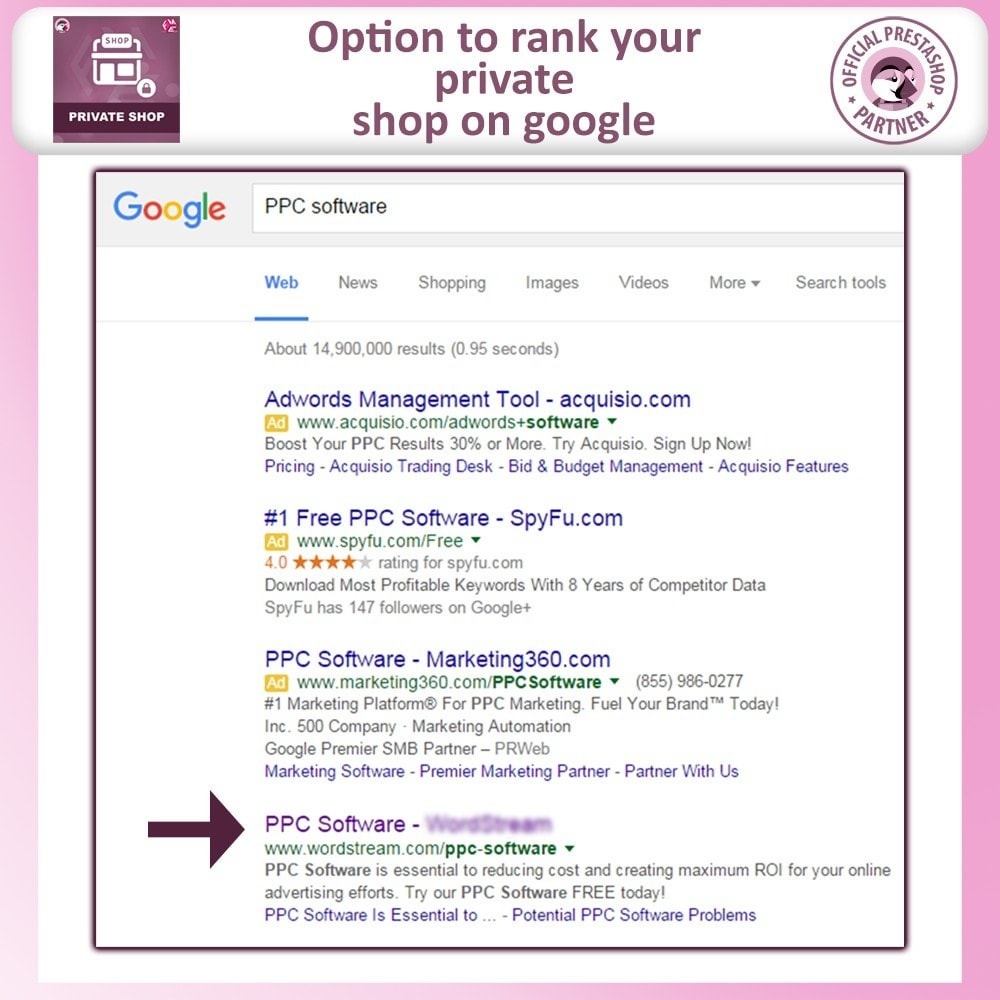 SHOP
PRIVATE SHOP
Option to rank your
private
shop on google
OFFICIAL PRESTASHOP
PARTNER
Google
PPC software
Web News Shopping Images Videos More Search tools
About 14,900,000 results (0.95 seconds)
Adwords Management Tool - acquisio.com
Ad www.acquisio.com/adwords+software
Boost Your PPC Results 30% or More. Try Acquisio. Sign Up Now!
Pricing - Acquisio Trading Desk - Bid & Budget Management - Acquisio Features
#1 Free PPC Software - SpyFu.com
Ad www.spyfu.com/Free
4.0 ★★★★★ rating for spyfu.com
Download Most Profitable Keywords With 8 Years of Competitor Data
SpyFu has 147 followers on Google+
PPC Software - Marketing360.com
Ad www.marketing360.com/PPCSoftware (855) 986-0277
#1 Marketing Platform® For PPC Marketing. Fuel Your Brand™ Today!
Inc. 500 Company · Marketing Automation
Google Premier SMB Partner – PRWeb
Marketing Software - Premier Marketing Partner - Partner With Us
PPC Software - WordStream
www.wordstream.com/ppc-software
PPC Software is essential to reducing cost and creating maximum ROI for your online
advertising efforts. Try our PPC Software FREE today!
PPC Software Is Essential to ... - Potential PPC Software Problems